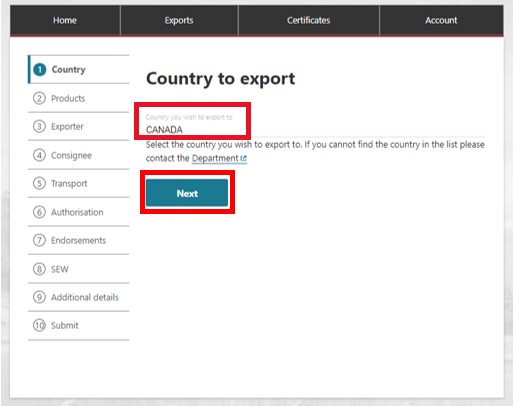 Home Exports Certificates Account
1 Country
2 Products
3 Exporter
4 Consignee
5 Transport
6 Authorisation
7 Endorsements
8 SEW
9 Additional details
10 Submit
Country to export
Country you wish to export to
CANADA
Select the country you wish to export to. If you cannot find the country in the list please
contact the Department
Next